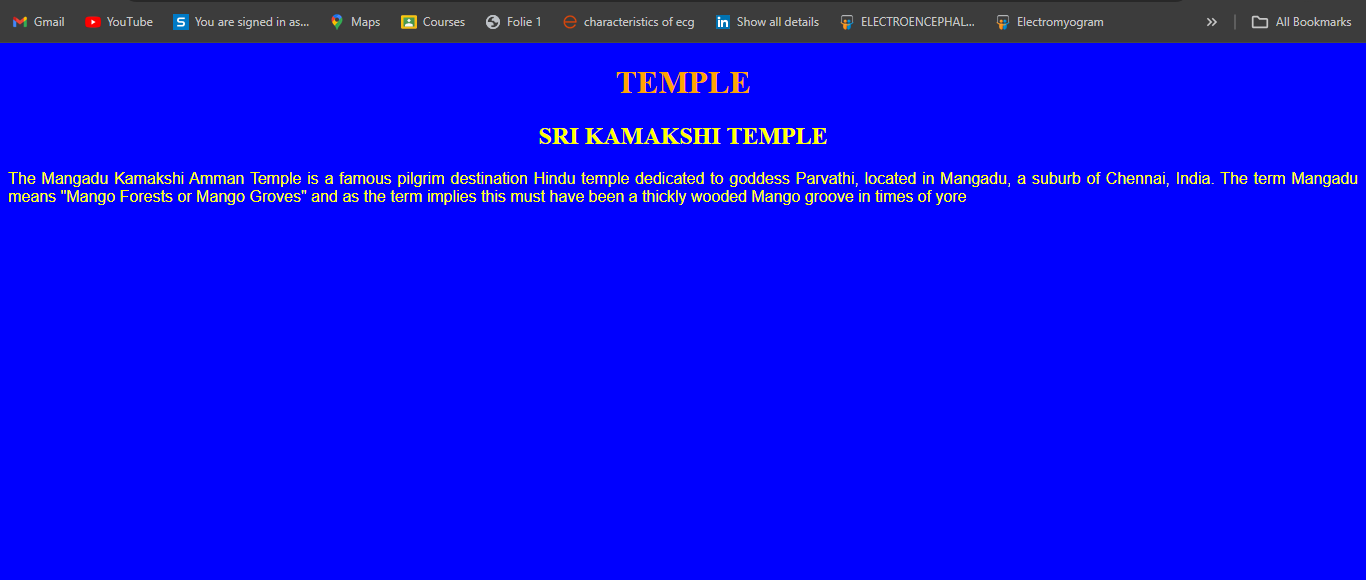 Gmail YouTube You are signed in as... Maps Courses Folie 1 characteristics of ecg Show all details ELECTROENCEPHAL... Electromyogram » All Bookmarks
TEMPLE
SRI KAMAKSHI TEMPLE
The Mangadu Kamakshi Amman Temple is a famous pilgrim destination Hindu temple dedicated to goddess Parvathi, located in Mangadu, a suburb of Chennai, India. The term Mangadu
means "Mango Forests or Mango Groves" and as the term implies this must have been a thickly wooded Mango groove in times of yore